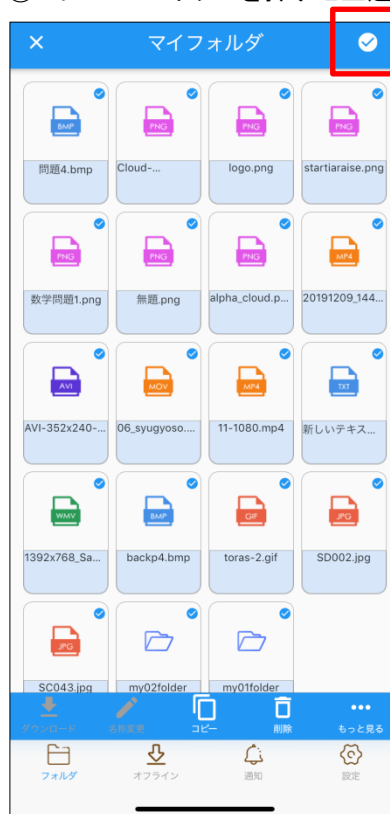 マイフォルダ
BMP PNG PNG PNG
問題4.bmp Cloud-... logo.png startiaraise.png
PNG PNG PNG MP4
数学問題1.png 無題.png alpha_cloud.p... 20191209_144...
AVI MOV MP4 TXT
AVI-352x240-... 06_syugyoso.... 11-1080.mp4 新しいテキス...
WMV BMP GIF JPG
1392x768_Sa... backp4.bmp toras-2.gif SD002.jpg
JPG
SC043.jpg my02folder my01folder
ダウンロード 名称変更 コピー 削除 もっと見る
フォルダ オフライン 通知 設定